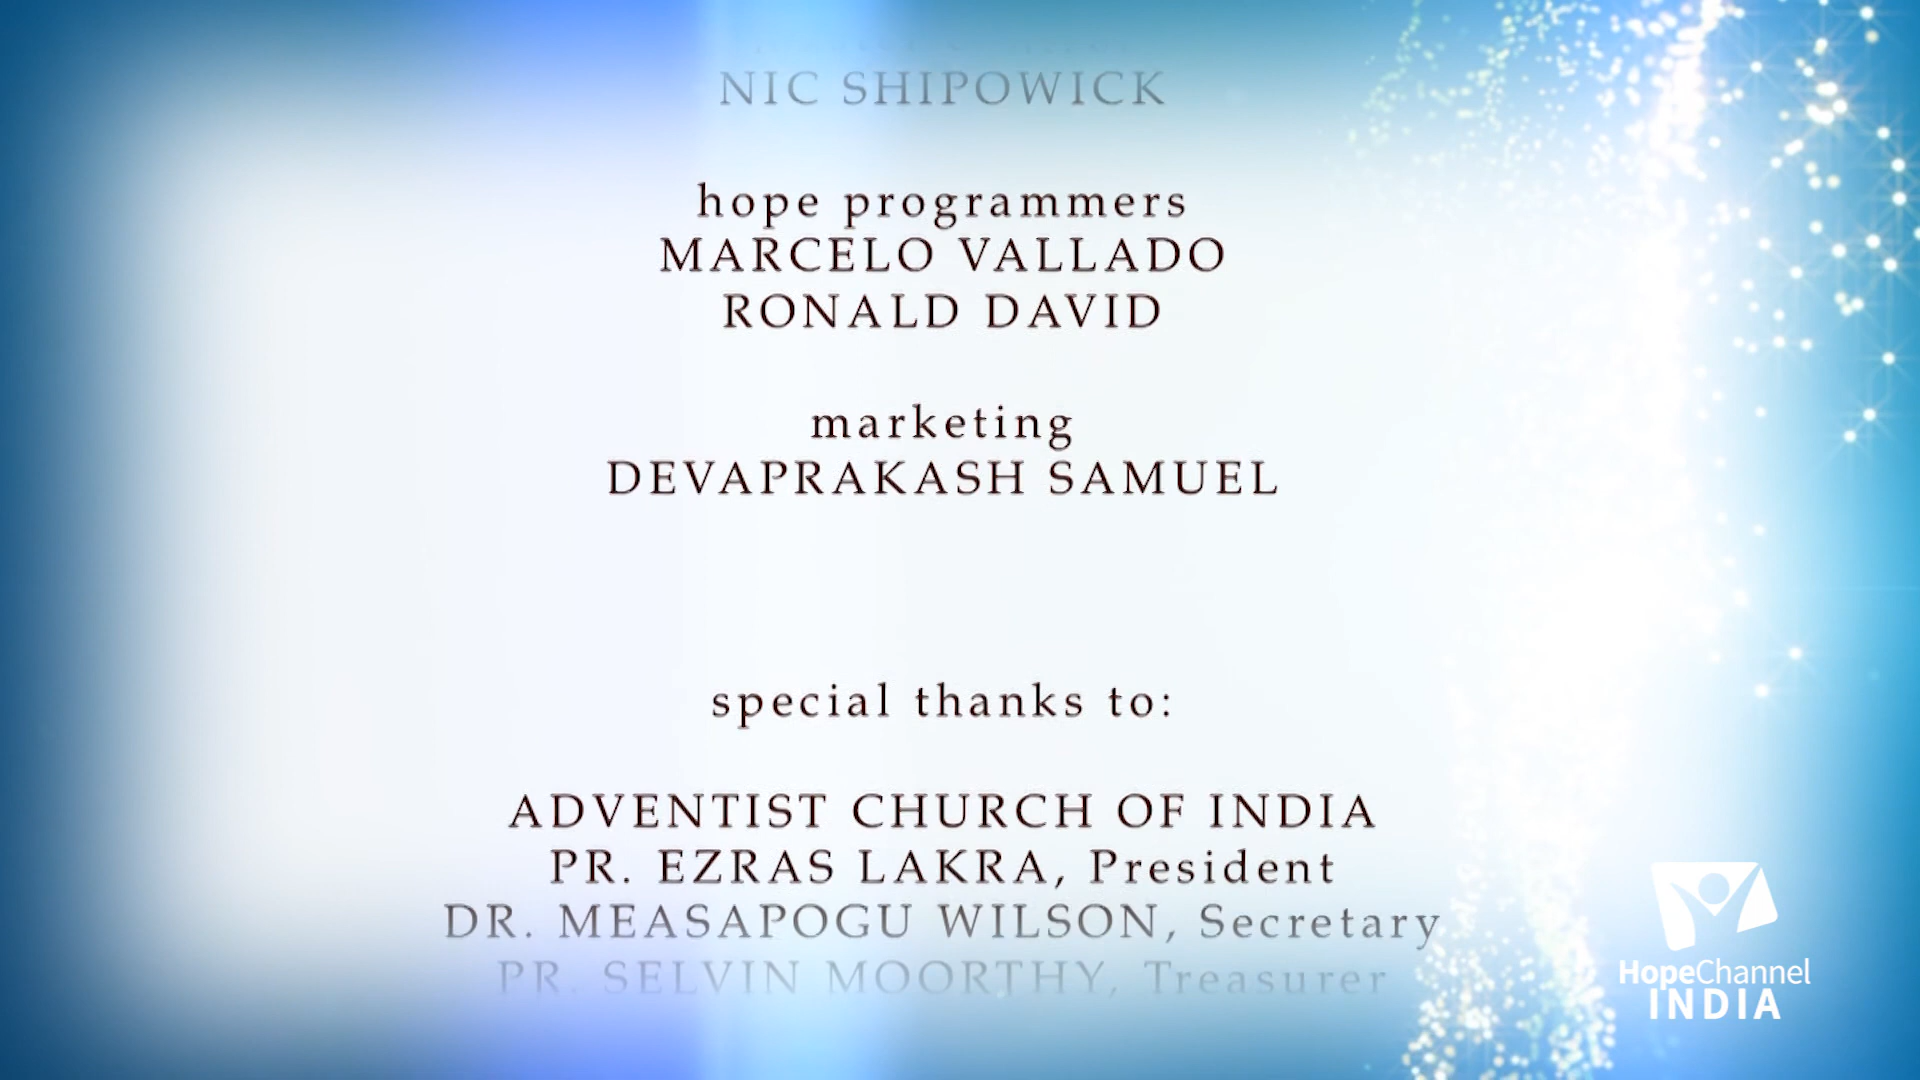 NIC SHIPOWICK
hope programmers
MARCELO VALLADO
RONALD DAVID
marketing
DEVAPRAKASH SAMUEL
special thanks to:
ADVENTIST CHURCH OF INDIA
PR. EZRAS LAKRA, President
DR. MEASAPOGU WILSON, Secretary
PR. SELVIN MOORTHY, Treasurer
HopeChannel
INDIA